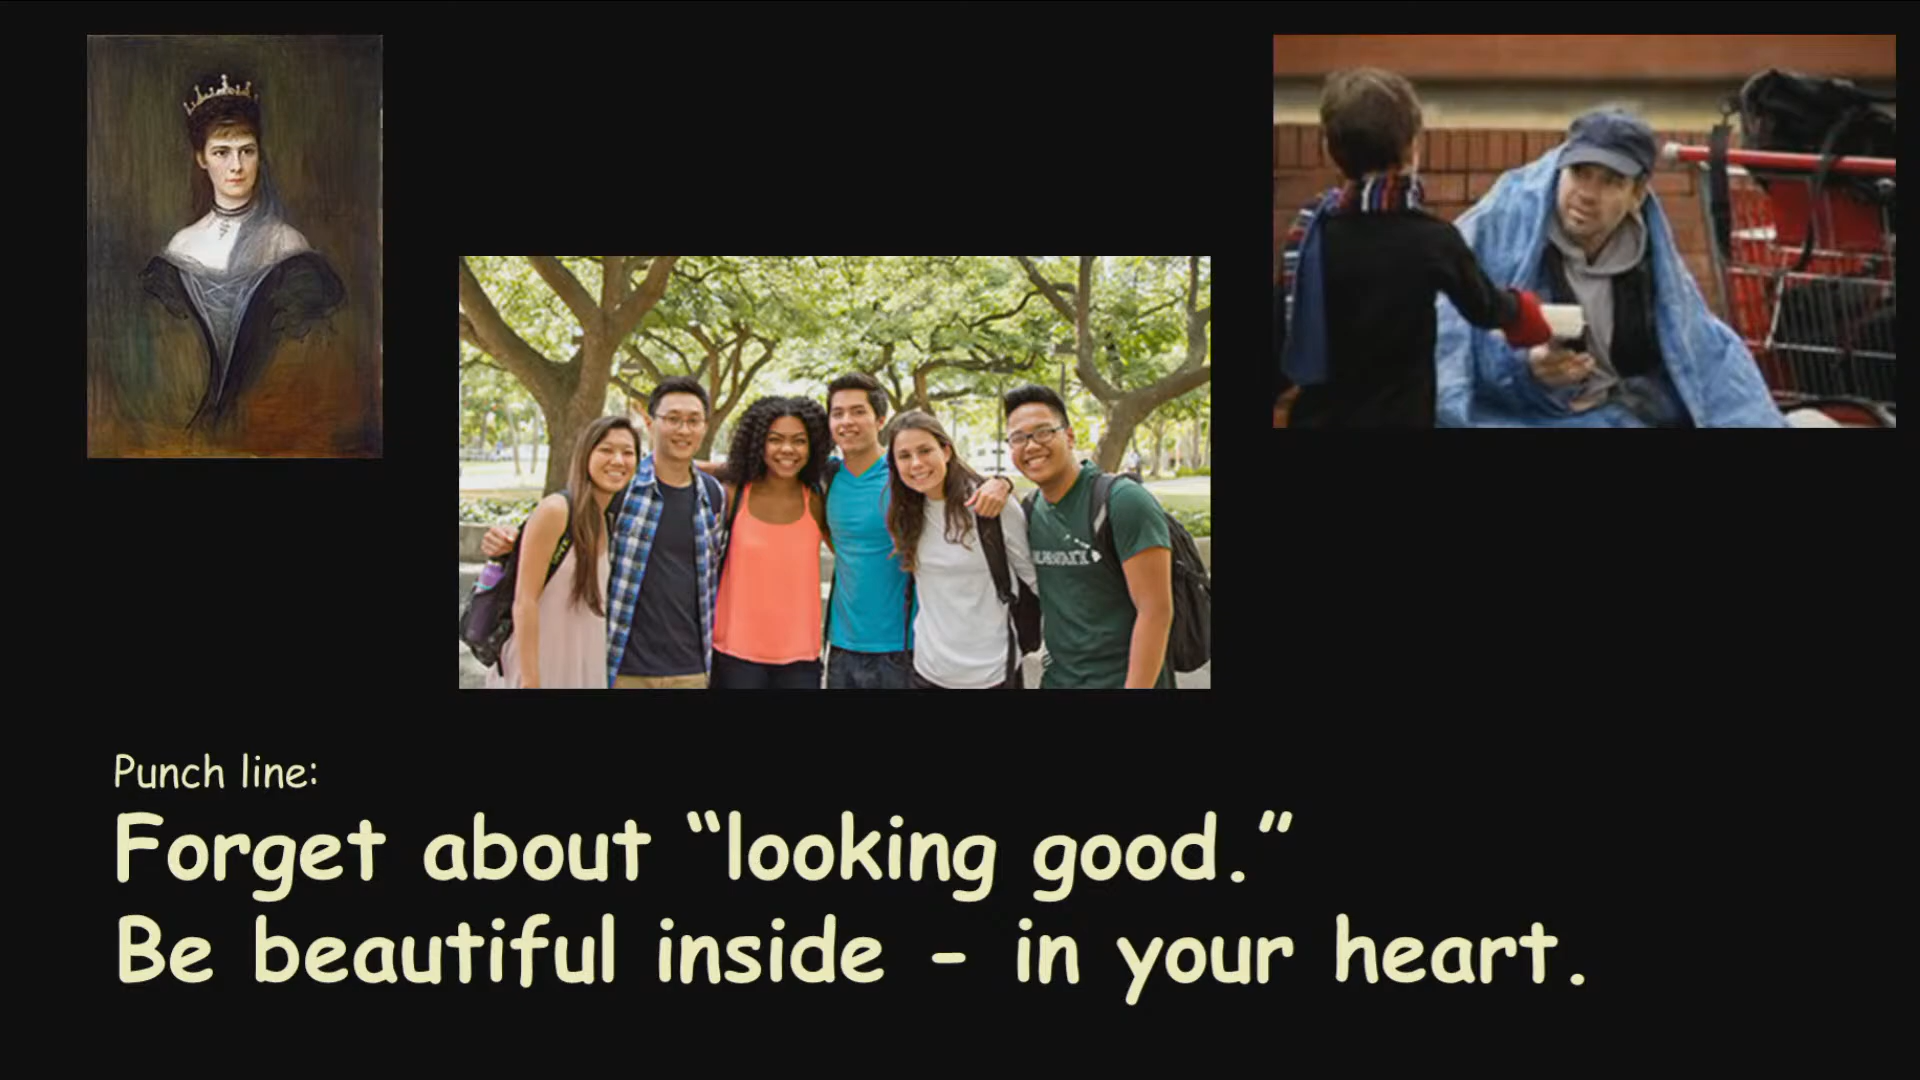 Punch line:
Forget about “looking good.”
Be beautiful inside - in your heart.